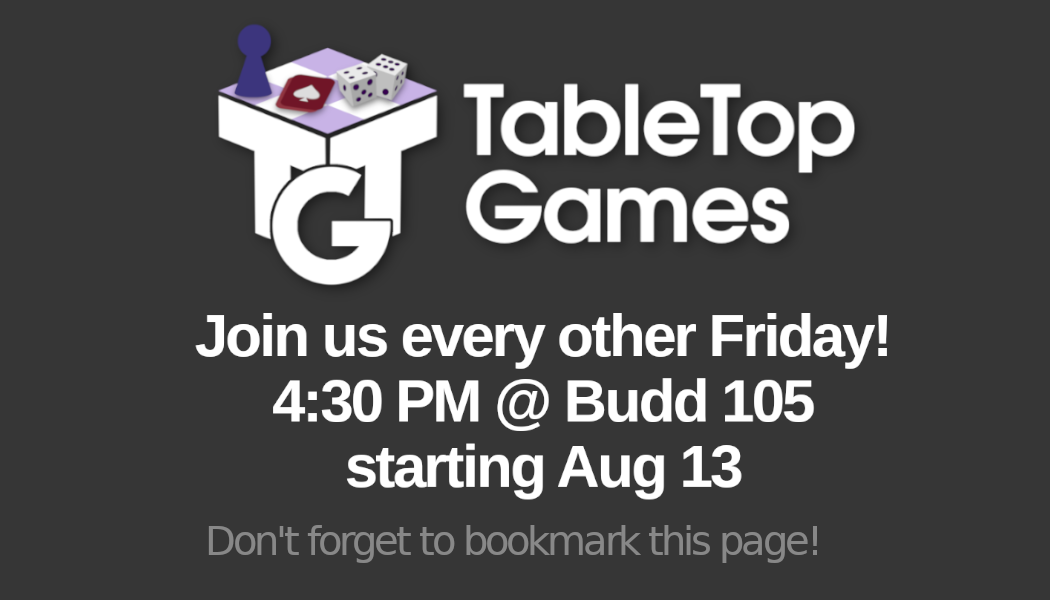 TableTop
Games
G
Join us every other Friday!
4:30 PM @ Budd 105
starting Aug 13
Don't forget to bookmark this page!